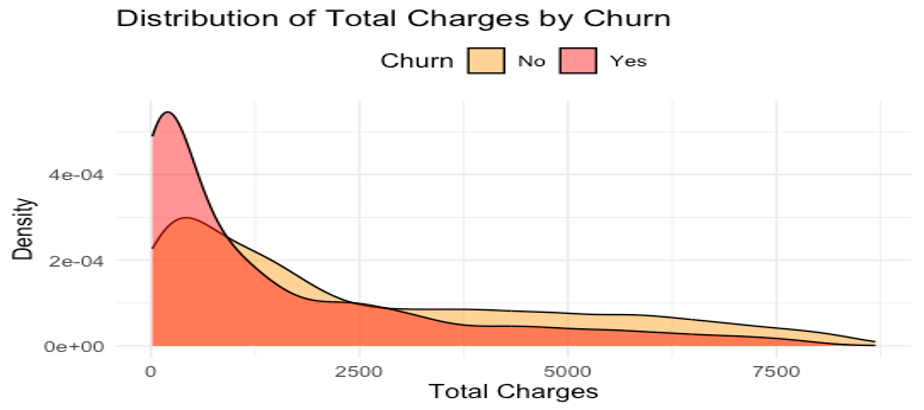 Distribution of Total Charges by Churn
Churn No Yes
Density
4e-04
2e-04
0e+00
0 2500 5000 7500
Total Charges